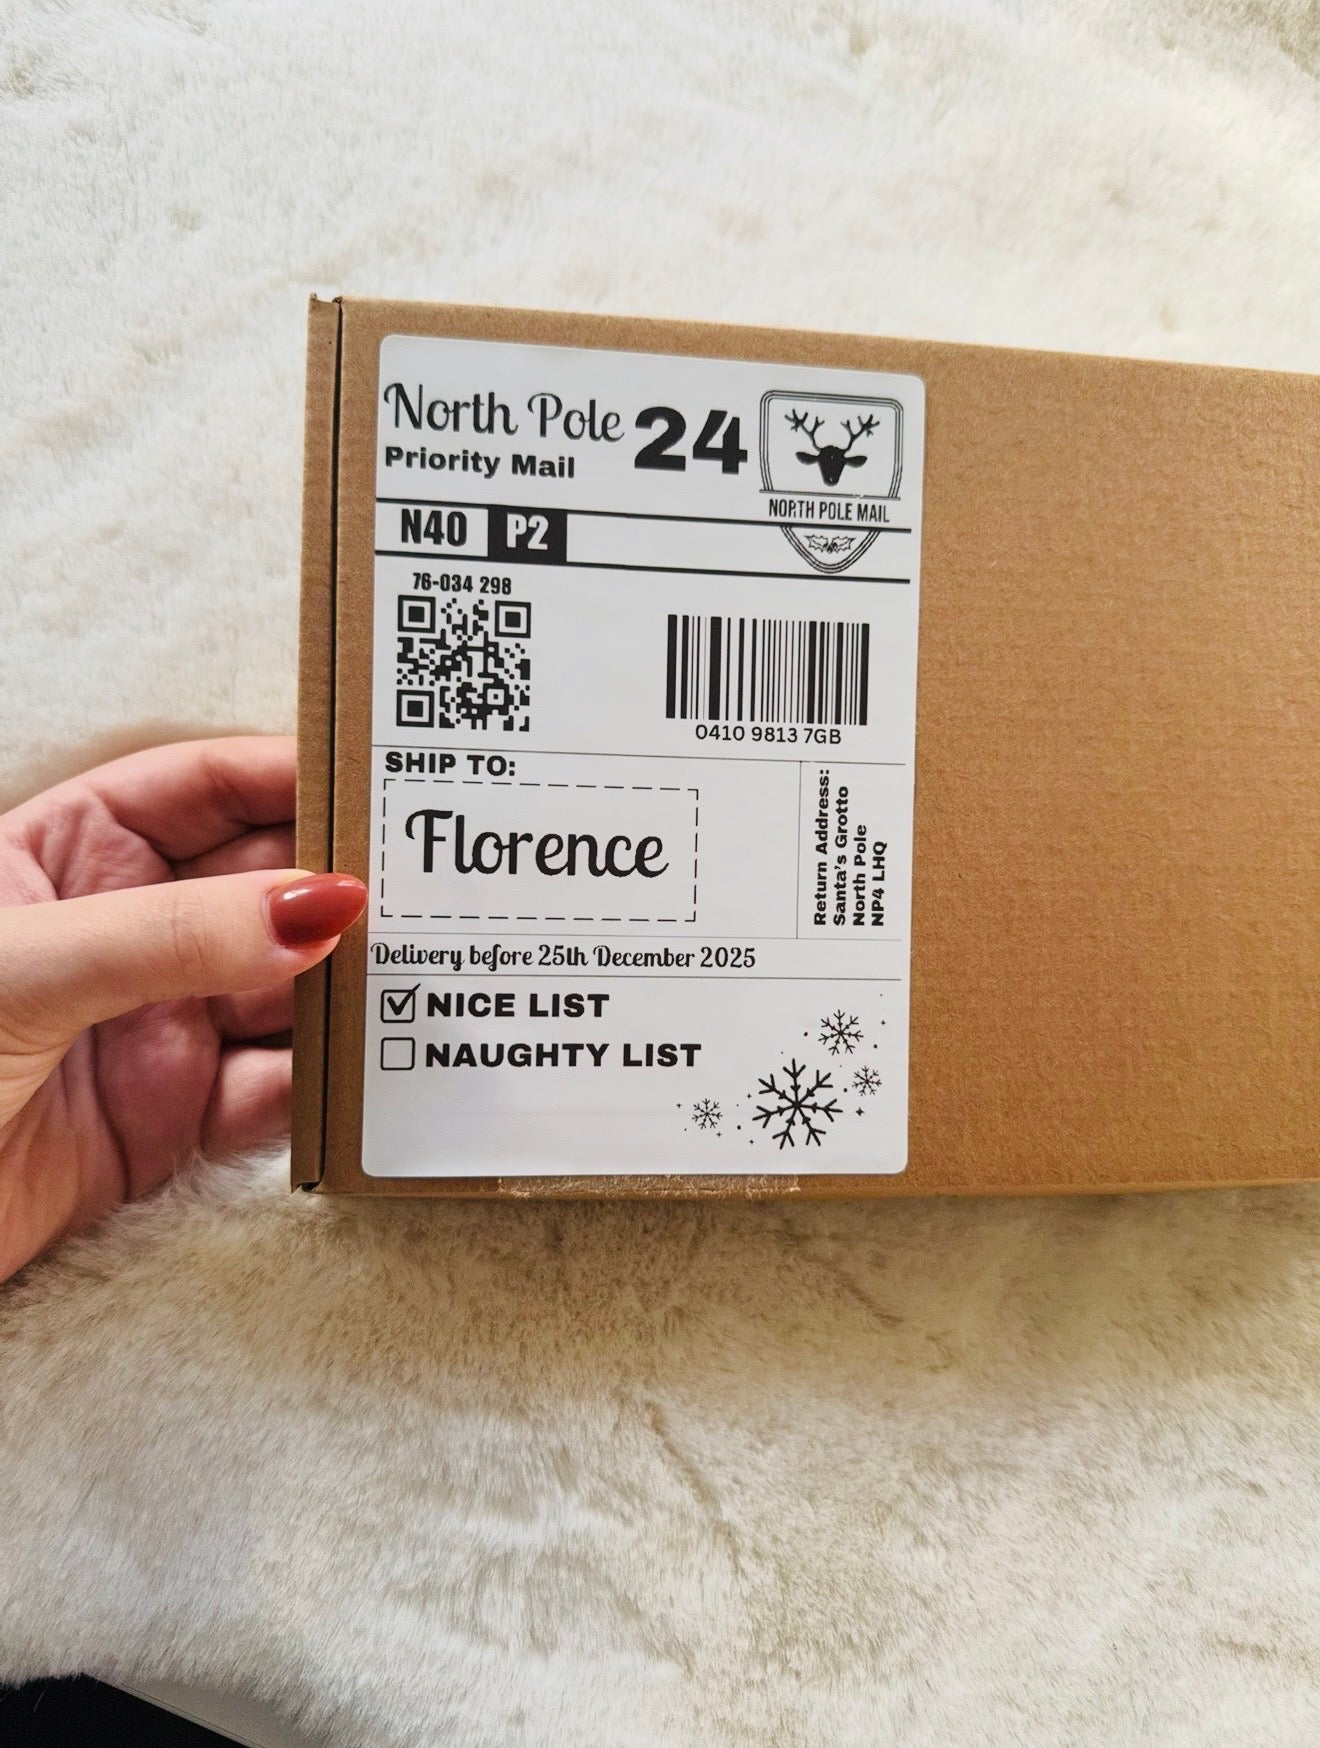 North Pole
Priority Mail
24
NORTH POLE MAIL
N40 P2
76-034 298
0410 9813 7GB
SHIP TO:
Florence
Return Address:
Santa's Grotto
North Pole
NP4 LHQ
Delivery before 25th December 2025
NICE LIST
NAUGHTY LIST